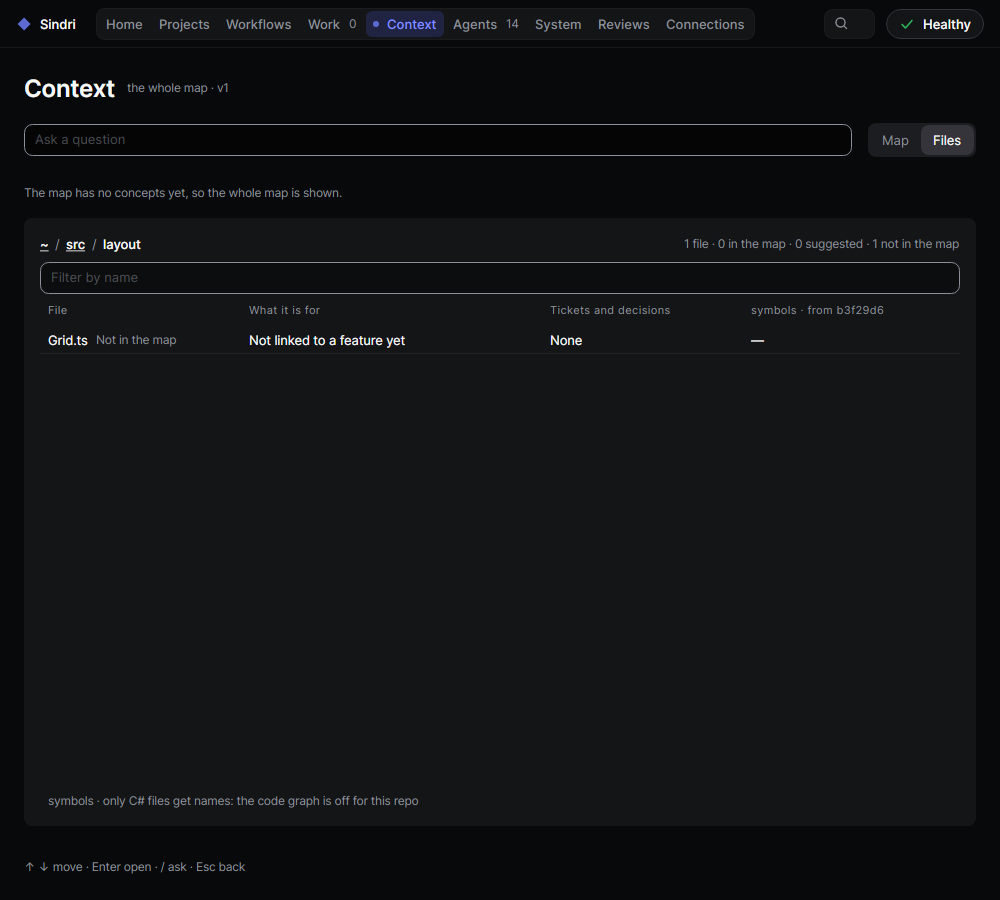 Sindri Home Projects Workflows Work 0 Context Agents 14 System Reviews Connections Healthy
Context the whole map · v1
Ask a question Map Files
The map has no concepts yet, so the whole map is shown.
~ / src / layout 1 file · 0 in the map · 0 suggested · 1 not in the map
Filter by name
File What it is for Tickets and decisions symbols · from b3f29d6
Grid.ts Not in the map Not linked to a feature yet None —
symbols · only C# files get names: the code graph is off for this repo
↑ ↓ move · Enter open · / ask · Esc back